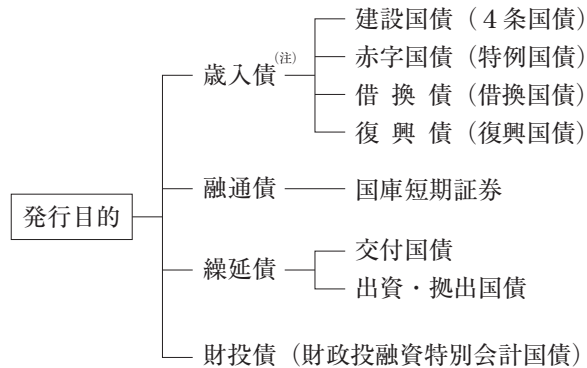 発行目的
歳入債(注)
建設国債(4条国債)
赤字国債(特例国債)
借 換 債(借換国債)
復 興 債(復興国債)
融通債
国庫短期証券
繰延債
交付国債
出資・拠出国債
財投債(財政投融資特別会計国債)